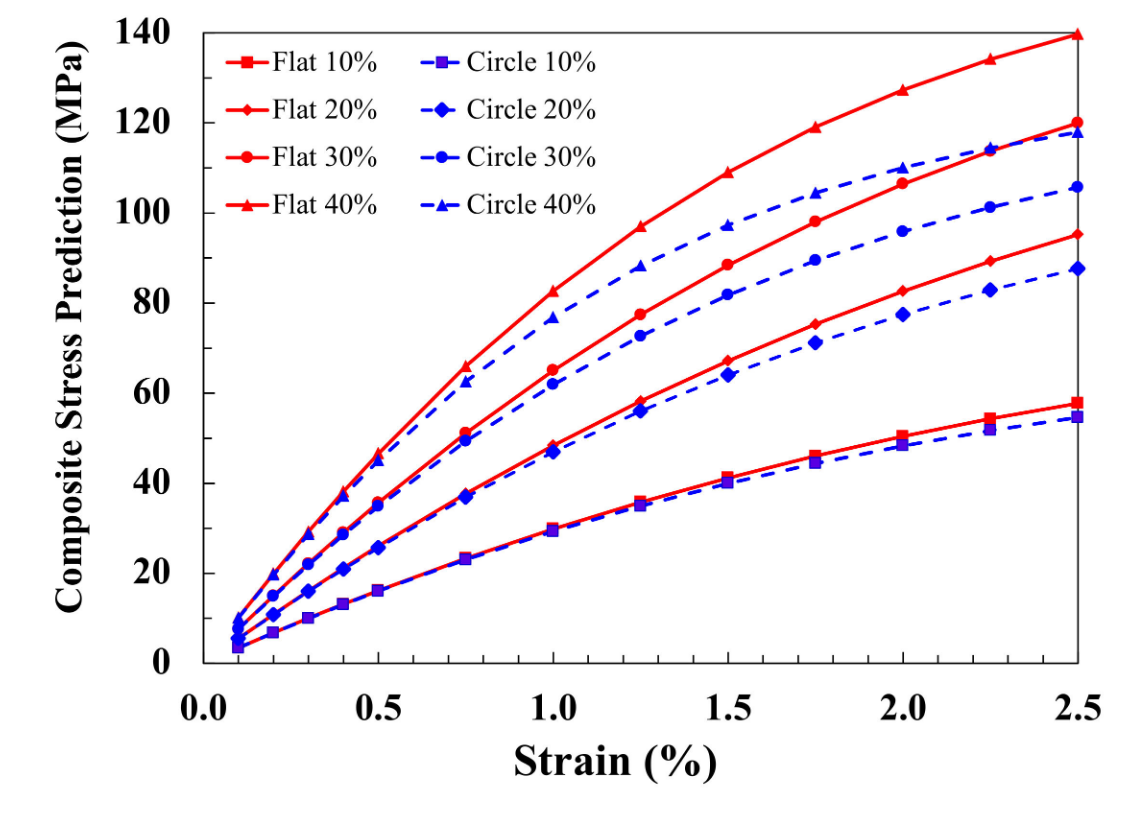 Composite Stress Prediction (MPa)
140
120
100
80
60
40
20
0
Flat 10%
Circle 10%
Flat 20%
Circle 20%
Flat 30%
Circle 30%
Flat 40%
Circle 40%
0.0 0.5 1.0 1.5 2.0 2.5
Strain (%)